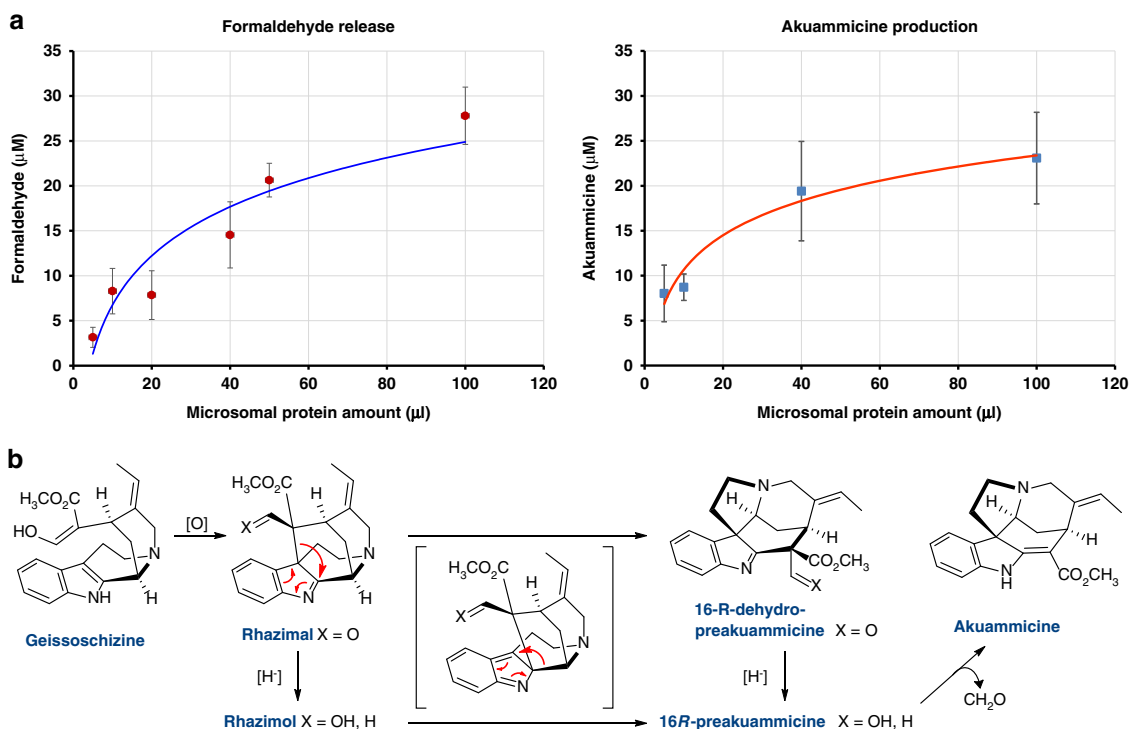 a
Formaldehyde release
35
30
25
20
15
10
5
0
0 20 40 60 80 100 120
Formaldehyde (μM)
Microsomal protein amount (μl)
Akuammicine production
35
30
25
20
15
10
5
0
0 20 40 60 80 100 120
Akuammicine (μM)
Microsomal protein amount (μl)
b
CH₃O₂C
H
HO
N
NH
H
Geissoschizine
[O]
CH₃O₂C
H
X
N
N
H
Rhazimal X = O
[H-]
Rhazimol X = OH, H
CH₃O₂C
H
X
N
N
N
H
H
N
CO₂CH₃
X
16-R-dehydro-
preakuammicine X = O
[H-]
16R-preakuammicine X = OH, H
N
H
H
N
H
CO₂CH₃
Akuammicine
CH₂O